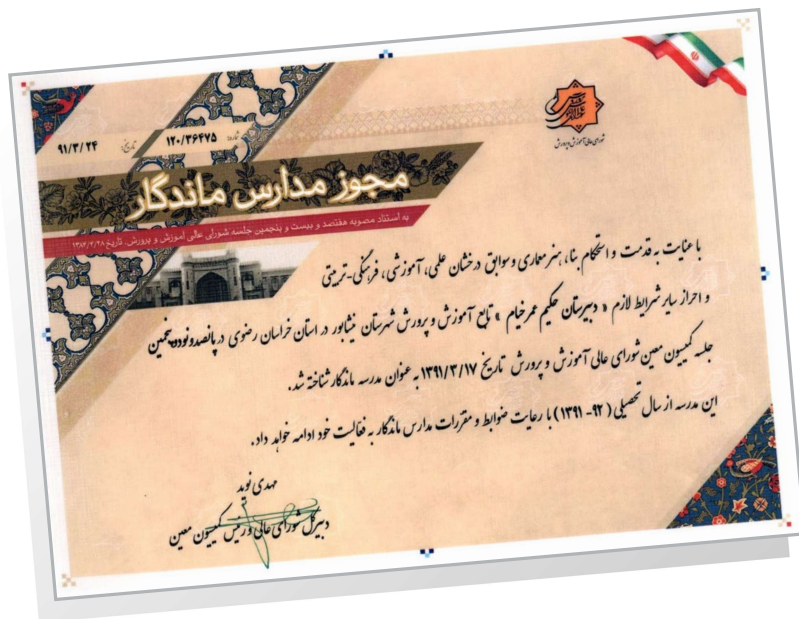 شورای عالی آموزش و پرورش
شماره: ۱۲۰/۳۶۴۷۵
تاریخ: ۹۱/۳/۲۴
مجوز مدارس ماندگار
به استناد مصوبه هفتصد و بیست و پنجمین جلسه شورای عالی آموزش و پرورش، تاریخ ۱۳۸۴/۴/۲۸
با عنایت به قدمت و استحکام بنا، هنر معماری و سوابق درخشان علمی، آموزشی، فرهنگی-تربیتی
و احراز سایر شرایط لازم « دبیرستان حکیم عمر خیام » تابع آموزش و پرورش شهرستان نیشابور در استان خراسان رضوی در پانصد و نود و پنجمین
جلسه کمیسیون معین شورای عالی آموزش و پرورش تاریخ ۱۳۹۱/۳/۱۷ به عنوان مدرسه ماندگار شناخته شد.
این مدرسه از سال تحصیلی (۹۲-۱۳۹۱) با رعایت ضوابط و مقررات مدارس ماندگار به فعالیت خود ادامه خواهد داد.
مهدی نوید
دبیرکل شورای عالی و رئیس کمیسیون معین